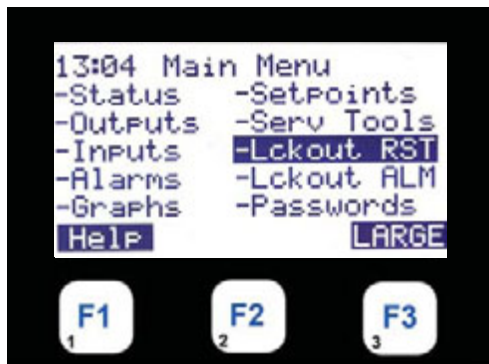 13:04 Main Menu
-Status -Setpoints
-Outputs -Serv Tools
-Inputs -Lckout RST
-Alarms -Lckout ALM
-Graphs -Passwords
Help LARGE
F1 F2 F3
1 2 3